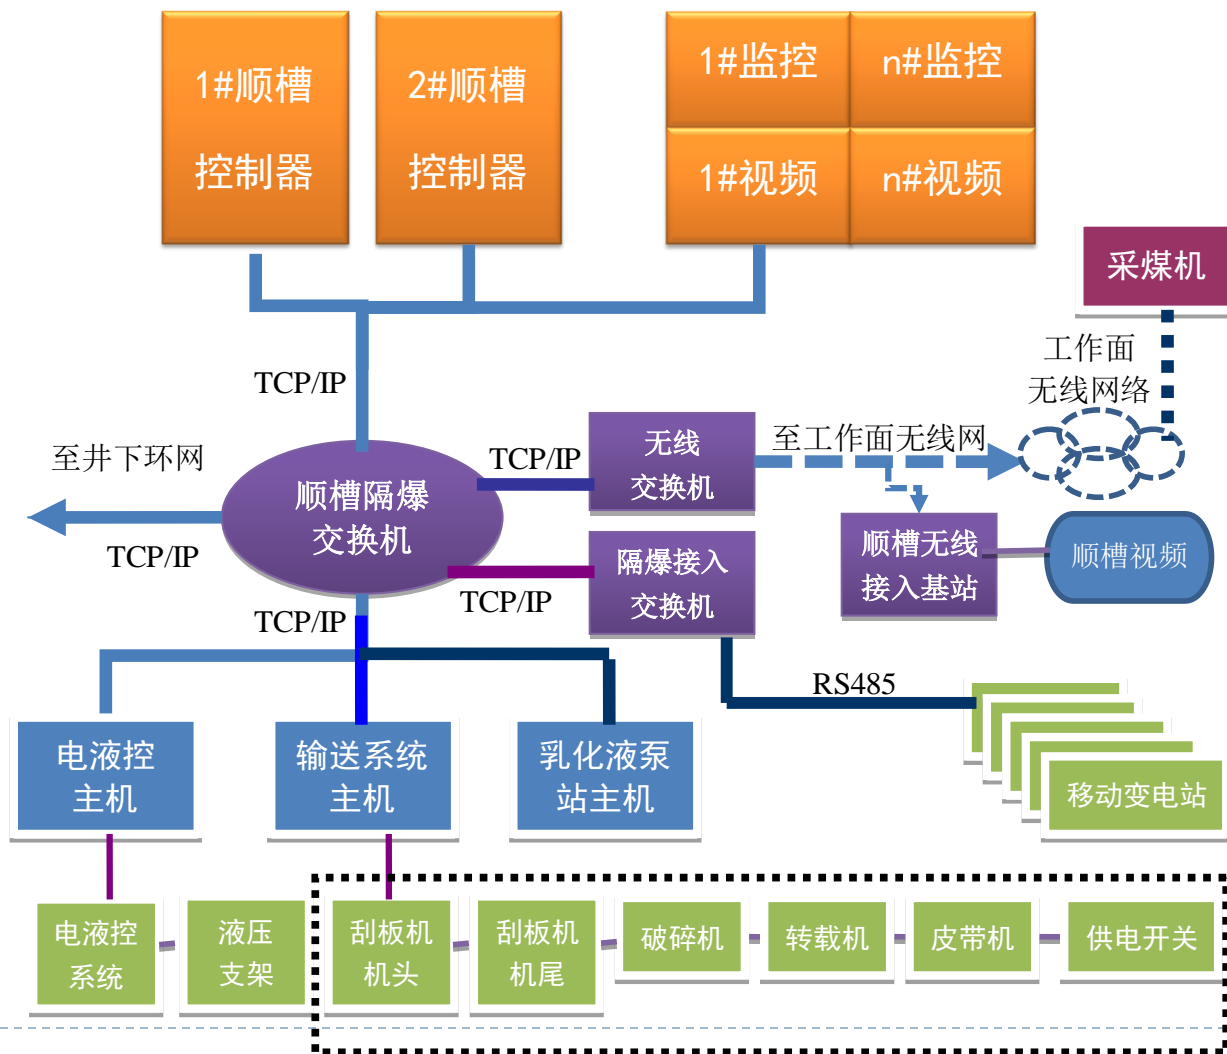 1#顺槽
控制器
2#顺槽
控制器
1#监控
n#监控
1#视频
n#视频
采煤机
工作面
无线网络
TCP/IP
至井下环网
顺槽隔爆
交换机
TCP/IP
TCP/IP
无线
交换机
至工作面无线网
隔爆接入
交换机
TCP/IP
顺槽无线
接入基站
顺槽视频
TCP/IP
RS485
电液控
主机
输送系统
主机
乳化液泵
站主机
移动变电站
电液控
系统
液压
支架
刮板机
机头
刮板机
机尾
破碎机
转载机
皮带机
供电开关